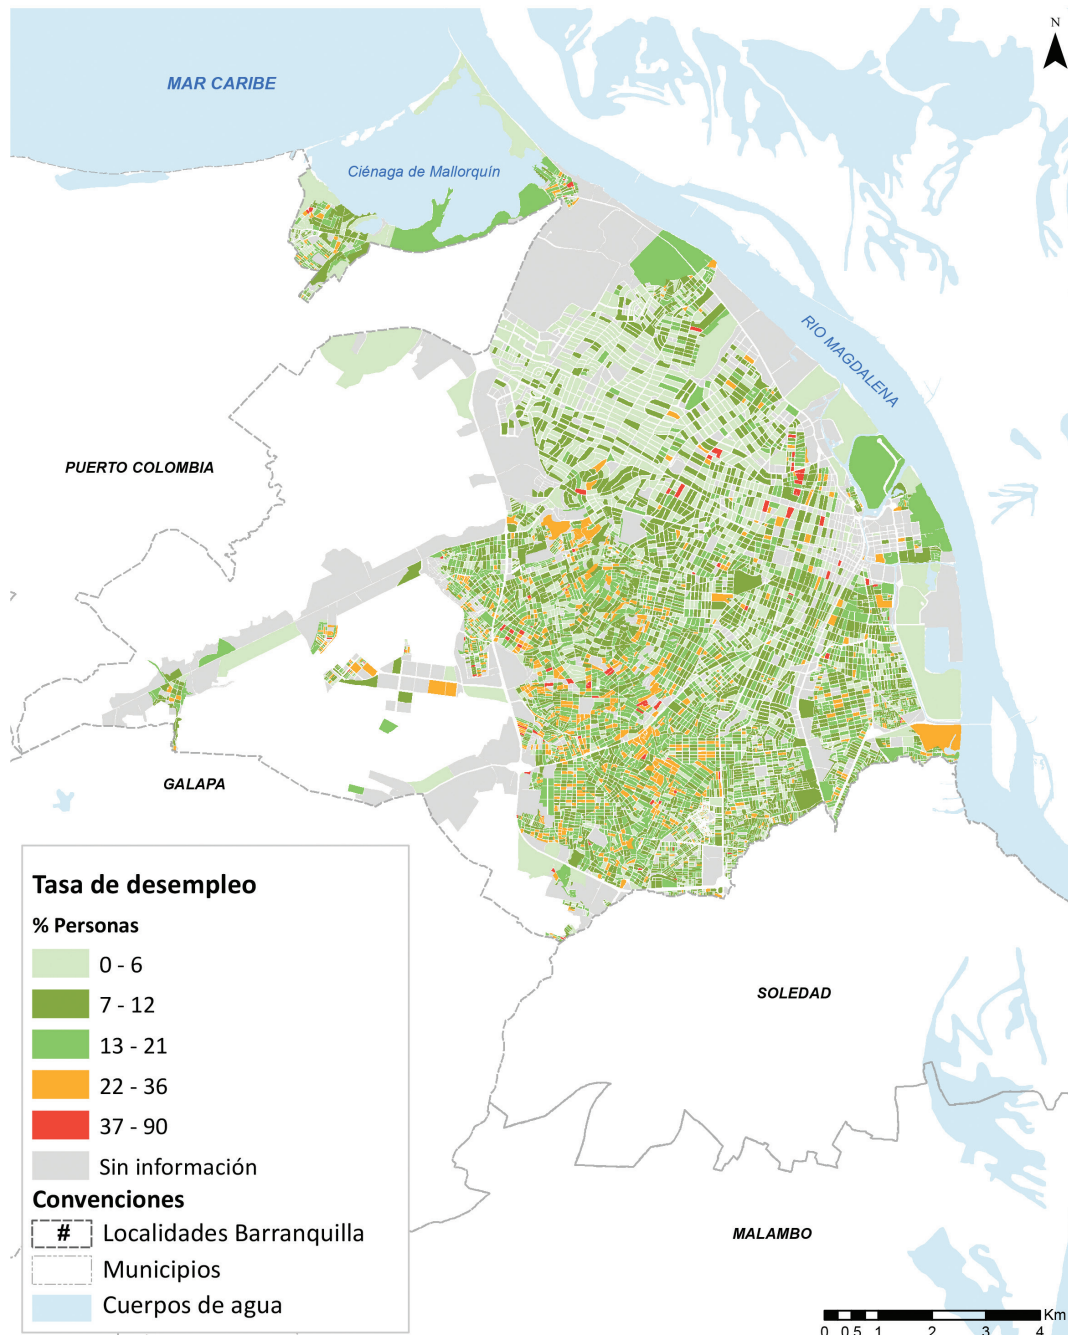 N
MAR CARIBE
Ciénaga de Mallorquín
RIO MAGDALENA
PUERTO COLOMBIA
GALAPA
SOLEDAD
MALAMBO
Tasa de desempleo
% Personas
0 - 6
7 - 12
13 - 21
22 - 36
37 - 90
Sin información
Convenciones
# Localidades Barranquilla
Municipios
Cuerpos de agua
Km
0 0.5 1 2 3 4